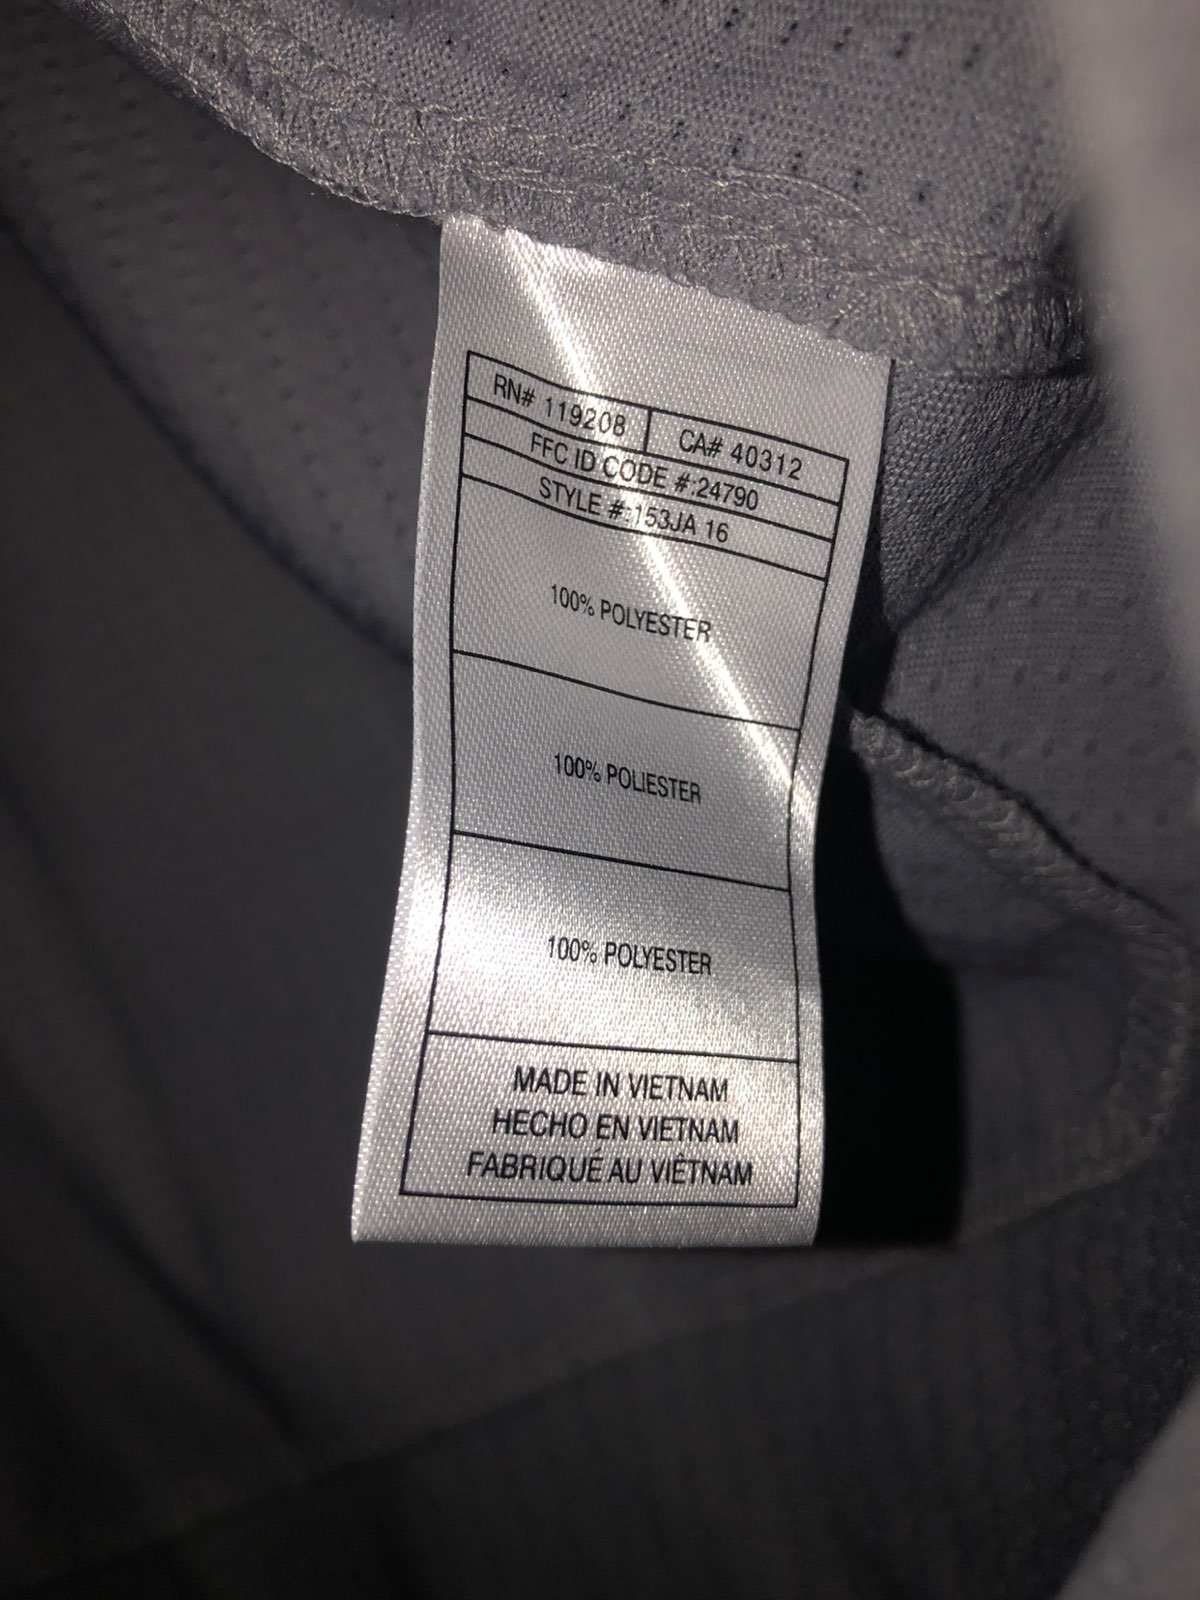 RN# 119208 CA# 40312
FFC ID CODE #:24790
STYLE #:153JA 16
100% POLYESTER
100% POLIESTER
100% POLYESTER
MADE IN VIETNAM
HECHO EN VIETNAM
FABRIQUÉ AU VIÊTNAM